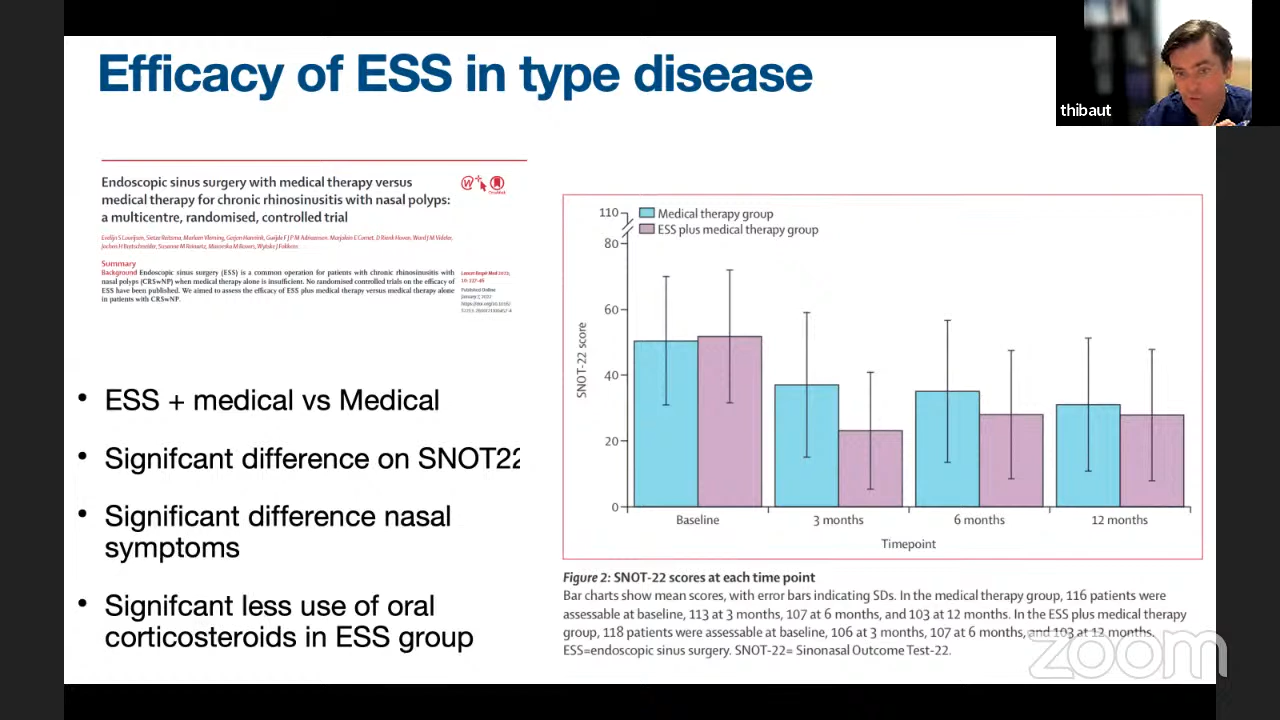 Efficacy of ESS in type disease
thibaut
Endoscopic sinus surgery with medical therapy versus
medical therapy for chronic rhinosinusitis with nasal polyps:
a multicentre, randomised, controlled trial
Summary
Background Endoscopic sinus surgery (ESS) is a common operation for patients with chronic rhinosinusitis with
nasal polyps (CRSwNP) when medical therapy alone is insufficient. No randomised controlled trials on the efficacy of
ESS have been published. We aimed to assess the efficacy of ESS plus medical therapy versus medical therapy alone
in patients with CRSwNP.
Published Online
• ESS + medical vs Medical
• Signifcant difference on SNOT22
• Significant difference nasal
symptoms
• Signifcant less use of oral
corticosteroids in ESS group
Medical therapy group
ESS plus medical therapy group
110
80
60
40
20
0
SNOT-22 score
Baseline
3 months
6 months
12 months
Timepoint
Figure 2: SNOT-22 scores at each time point
Bar charts show mean scores, with error bars indicating SDs. In the medical therapy group, 116 patients were
assessable at baseline, 113 at 3 months, 107 at 6 months, and 103 at 12 months. In the ESS plus medical therapy
group, 118 patients were assessable at baseline, 106 at 3 months, 107 at 6 months, and 103 at 12 months.
ESS=endoscopic sinus surgery. SNOT-22= Sinonasal Outcome Test-22.
zoom